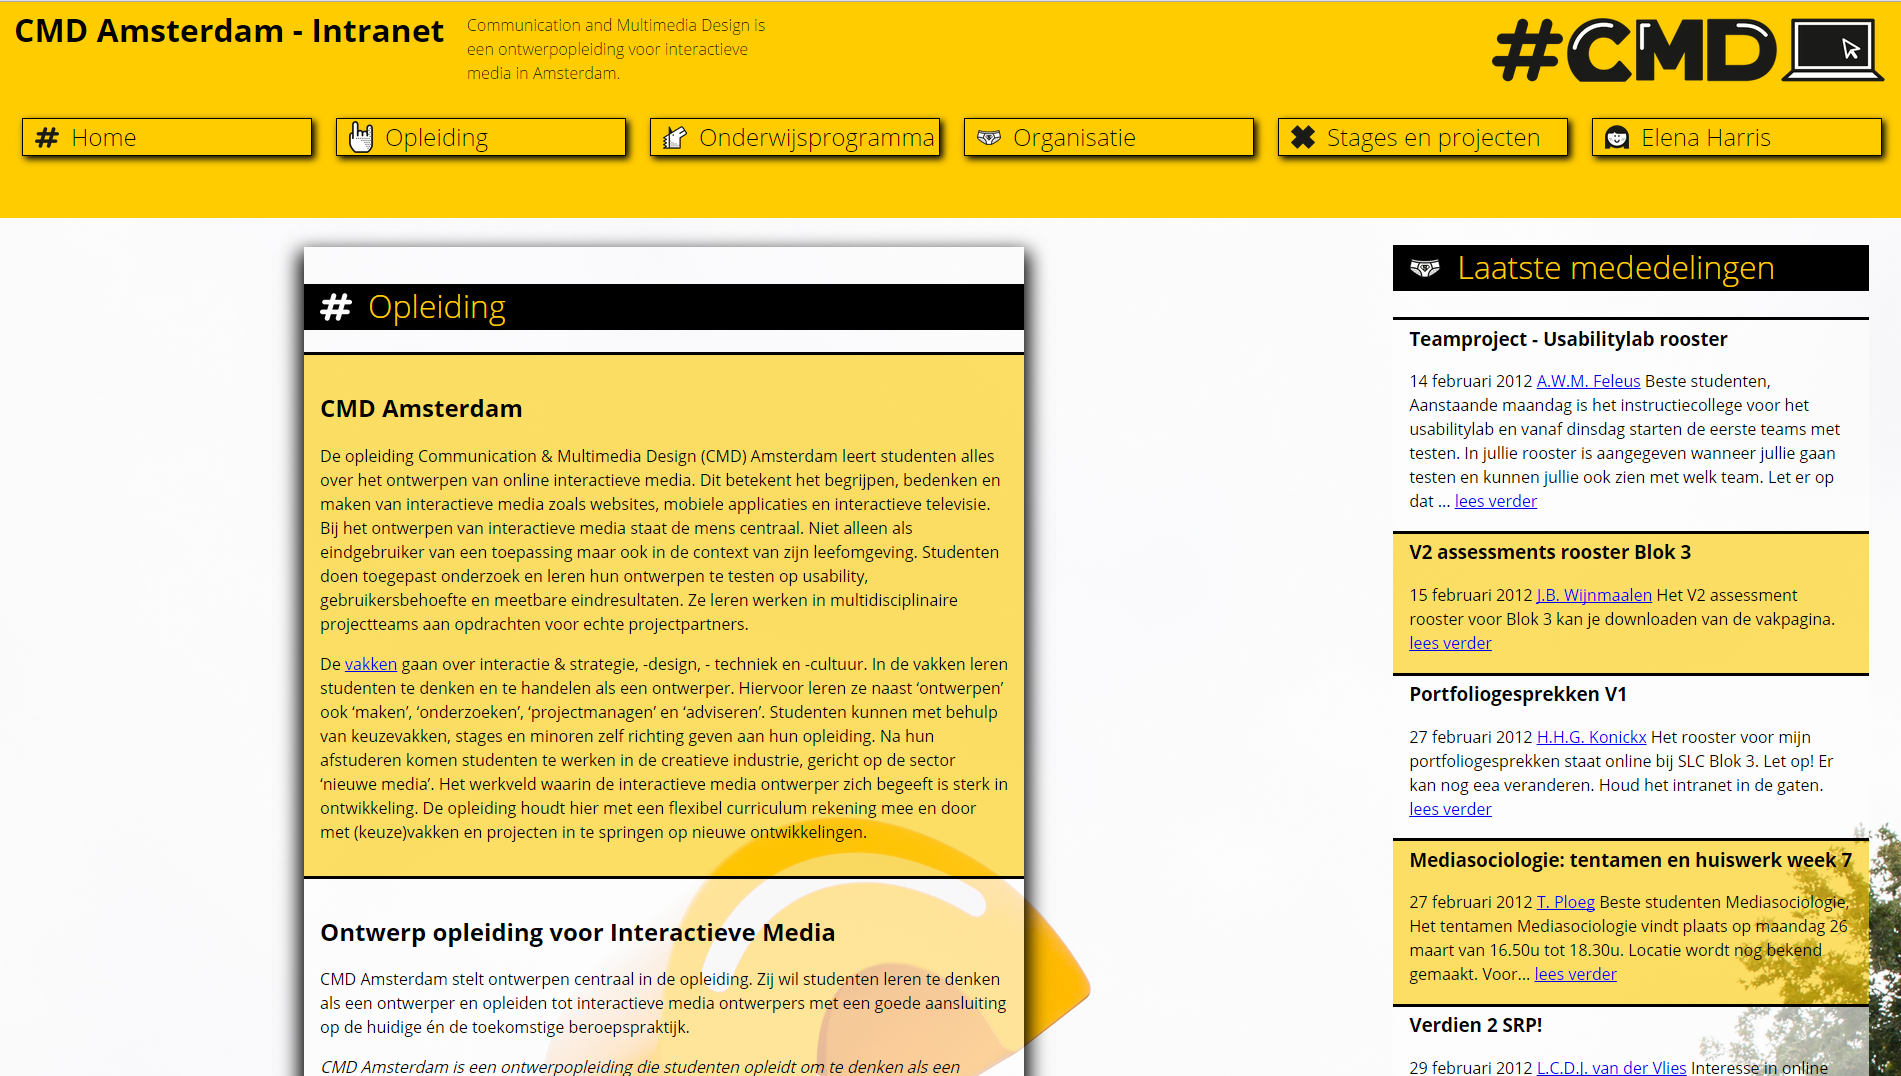 CMD Amsterdam - Intranet
Communication and Multimedia Design is
een ontwerpopleiding voor interactieve
media in Amsterdam.
#CMD
Home
Opleiding
Onderwijsprogramma
Organisatie
Stages en projecten
Elena Harris
# Opleiding
CMD Amsterdam
De opleiding Communication & Multimedia Design (CMD) Amsterdam leert studenten alles
over het ontwerpen van online interactieve media. Dit betekent het begrijpen, bedenken en
maken van interactieve media zoals websites, mobiele applicaties en interactieve televisie.
Bij het ontwerpen van interactieve media staat de mens centraal. Niet alleen als
eindgebruiker van een toepassing maar ook in de context van zijn leefomgeving. Studenten
doen toegepast onderzoek en leren hun ontwerpen te testen op usability,
gebruikersbehoefte en meetbare eindresultaten. Ze leren werken in multidisciplinaire
projectteams aan opdrachten voor echte projectpartners.
De vakken gaan over interactie & strategie, -design, - techniek en -cultuur. In de vakken leren
studenten te denken en te handelen als een ontwerper. Hiervoor leren ze naast ‘ontwerpen’
ook ‘maken’, ‘onderzoeken’, ‘projectmanagen’ en ‘adviseren’. Studenten kunnen met behulp
van keuzevakken, stages en minoren zelf richting geven aan hun opleiding. Na hun
afstuderen komen studenten te werken in de creatieve industrie, gericht op de sector
‘nieuwe media’. Het werkveld waarin de interactieve media ontwerper zich begeeft is sterk in
ontwikkeling. De opleiding houdt hier met een flexibel curriculum rekening mee en door
met (keuze)vakken en projecten in te springen op nieuwe ontwikkelingen.
Ontwerp opleiding voor Interactieve Media
CMD Amsterdam stelt ontwerpen centraal in de opleiding. Zij wil studenten leren te denken
als een ontwerper en opleiden tot interactieve media ontwerpers met een goede aansluiting
op de huidige én de toekomstige beroepspraktijk.
CMD Amsterdam is een ontwerpopleiding die studenten opleidt om te denken als een
Laatste mededelingen
Teamproject - Usabilitylab rooster
14 februari 2012 A.W.M. Feleus Beste studenten,
Aanstaande maandag is het instructiecollege voor het
usabilitylab en vanaf dinsdag starten de eerste teams met
testen. In jullie rooster is aangegeven wanneer jullie gaan
testen en kunnen jullie ook zien met welk team. Let er op
dat ... lees verder
V2 assessments rooster Blok 3
15 februari 2012 J.B. Wijnmaalen Het V2 assessment
rooster voor Blok 3 kan je downloaden van de vakpagina.
lees verder
Portfoliogesprekken V1
27 februari 2012 H.H.G. Konickx Het rooster voor mijn
portfoliogesprekken staat online bij SLC Blok 3. Let op! Er
kan nog eea veranderen. Houd het intranet in de gaten.
lees verder
Mediasociologie: tentamen en huiswerk week 7
27 februari 2012 T. Ploeg Beste studenten Mediasociologie,
Het tentamen Mediasociologie vindt plaats op maandag 26
maart van 16.50u tot 18.30u. Locatie wordt nog bekend
gemaakt. Voor... lees verder
Verdien 2 SRP!
29 februari 2012 L.C.D.J. van der Vlies Interesse in online